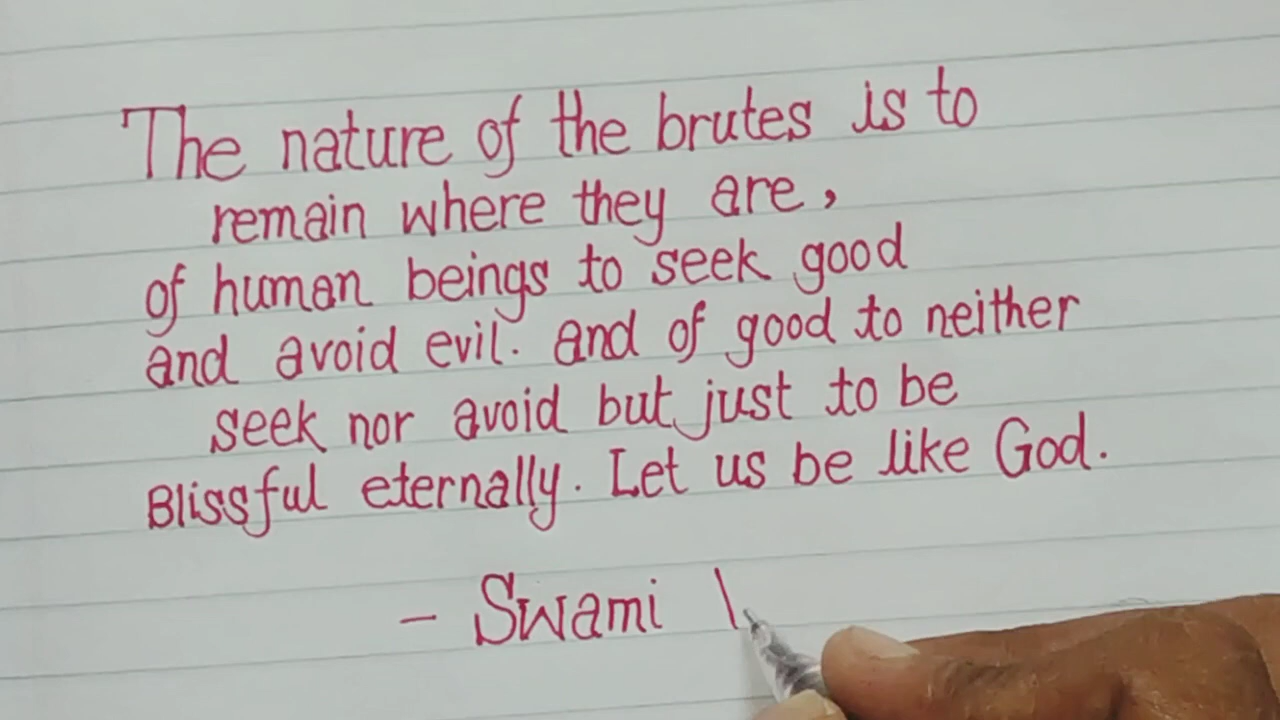 The nature of the brutes is to
remain where they are,
of human beings to seek good
and avoid evil. and of good to neither
seek nor avoid but just to be
Blissful eternally. Let us be like God.
- Swami